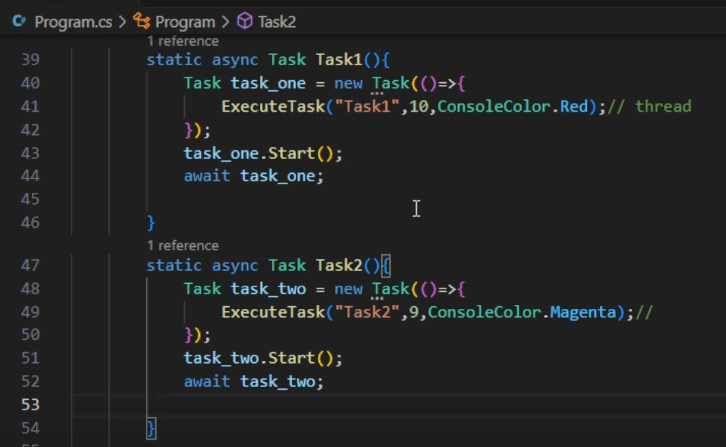 Program.cs > Program > Task2
1 reference
39 static async Task Task1(){
40 Task task_one = new Task(()=>{
41 ExecuteTask("Task1",10,ConsoleColor.Red);// thread
42 });
43 task_one.Start();
44 await task_one;
45
46 }
1 reference
47 static async Task Task2(){
48 Task task_two = new Task(()=>{
49 ExecuteTask("Task2",9,ConsoleColor.Magenta);//
50 });
51 task_two.Start();
52 await task_two;
53
54 }